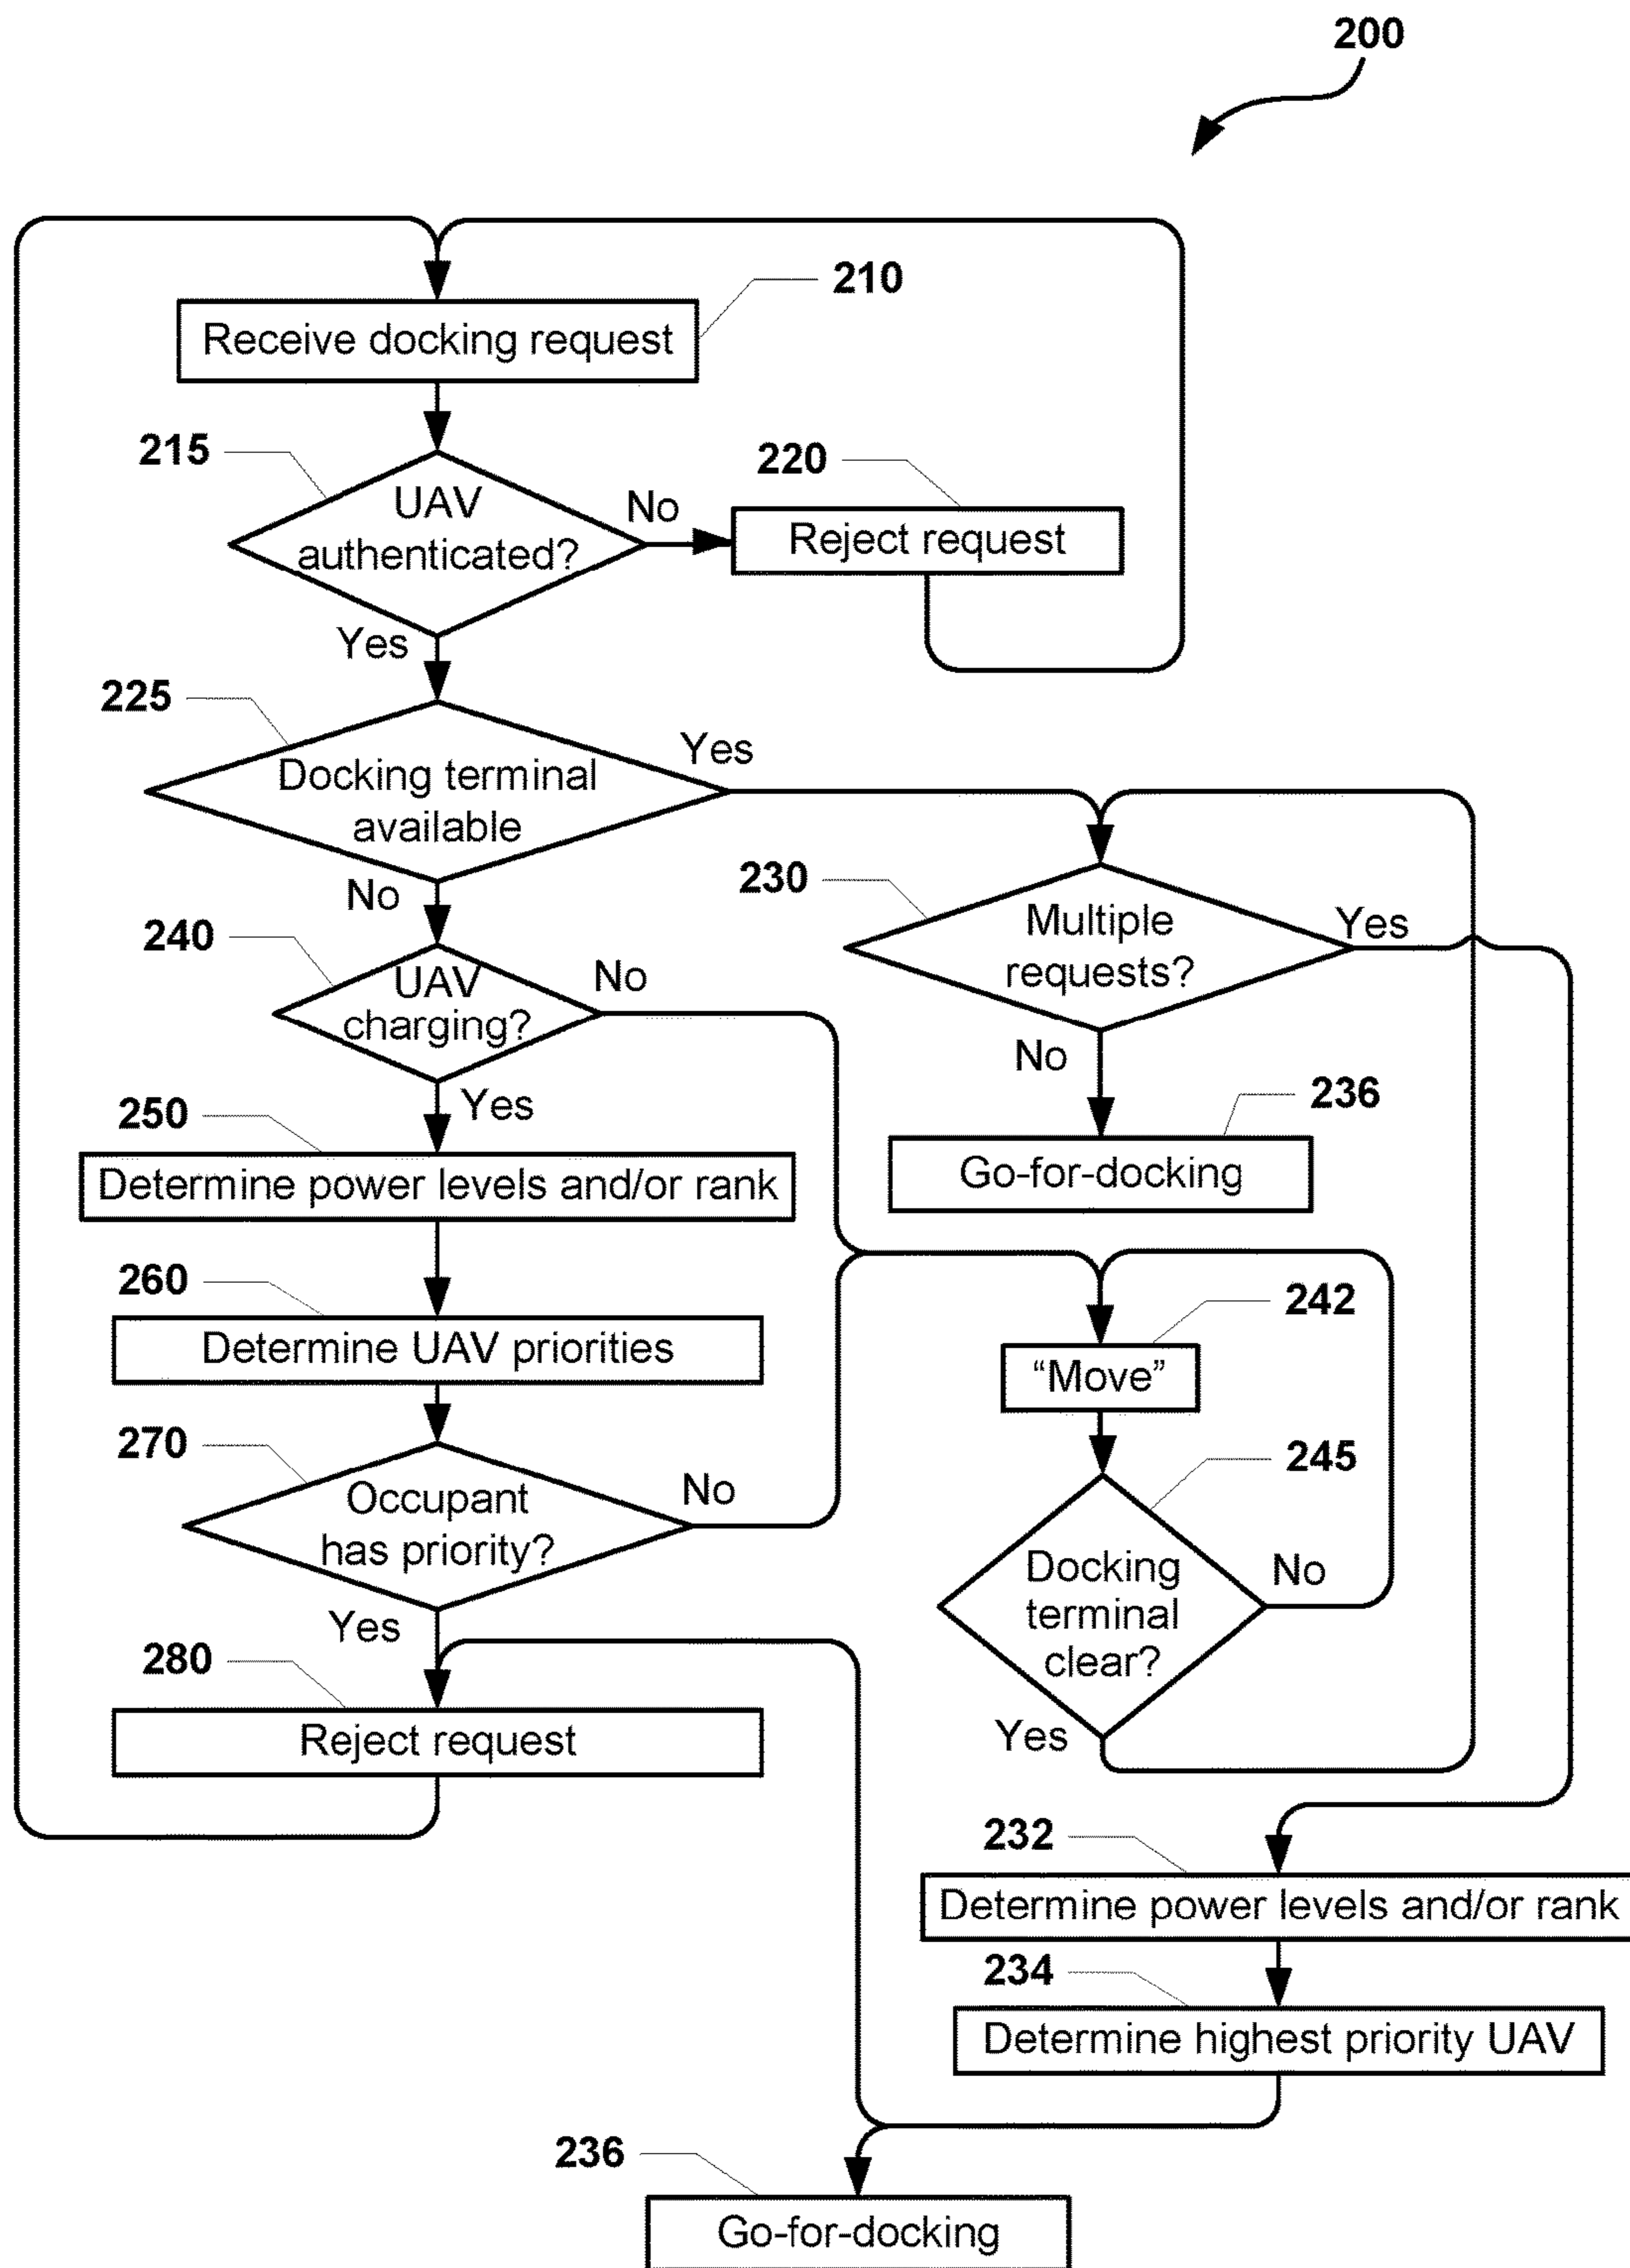 200
210
Receive docking request
215
UAV
authenticated?
No
220
Reject request
Yes
225
Docking terminal
available
Yes
No
230
Multiple
requests?
Yes
No
240
UAV
charging?
No
Yes
236
Go-for-docking
250
Determine power levels and/or rank
260
Determine UAV priorities
242
“Move”
270
Occupant
has priority?
No
Yes
245
Docking
terminal
clear?
No
Yes
280
Reject request
232
Determine power levels and/or rank
234
Determine highest priority UAV
236
Go-for-docking